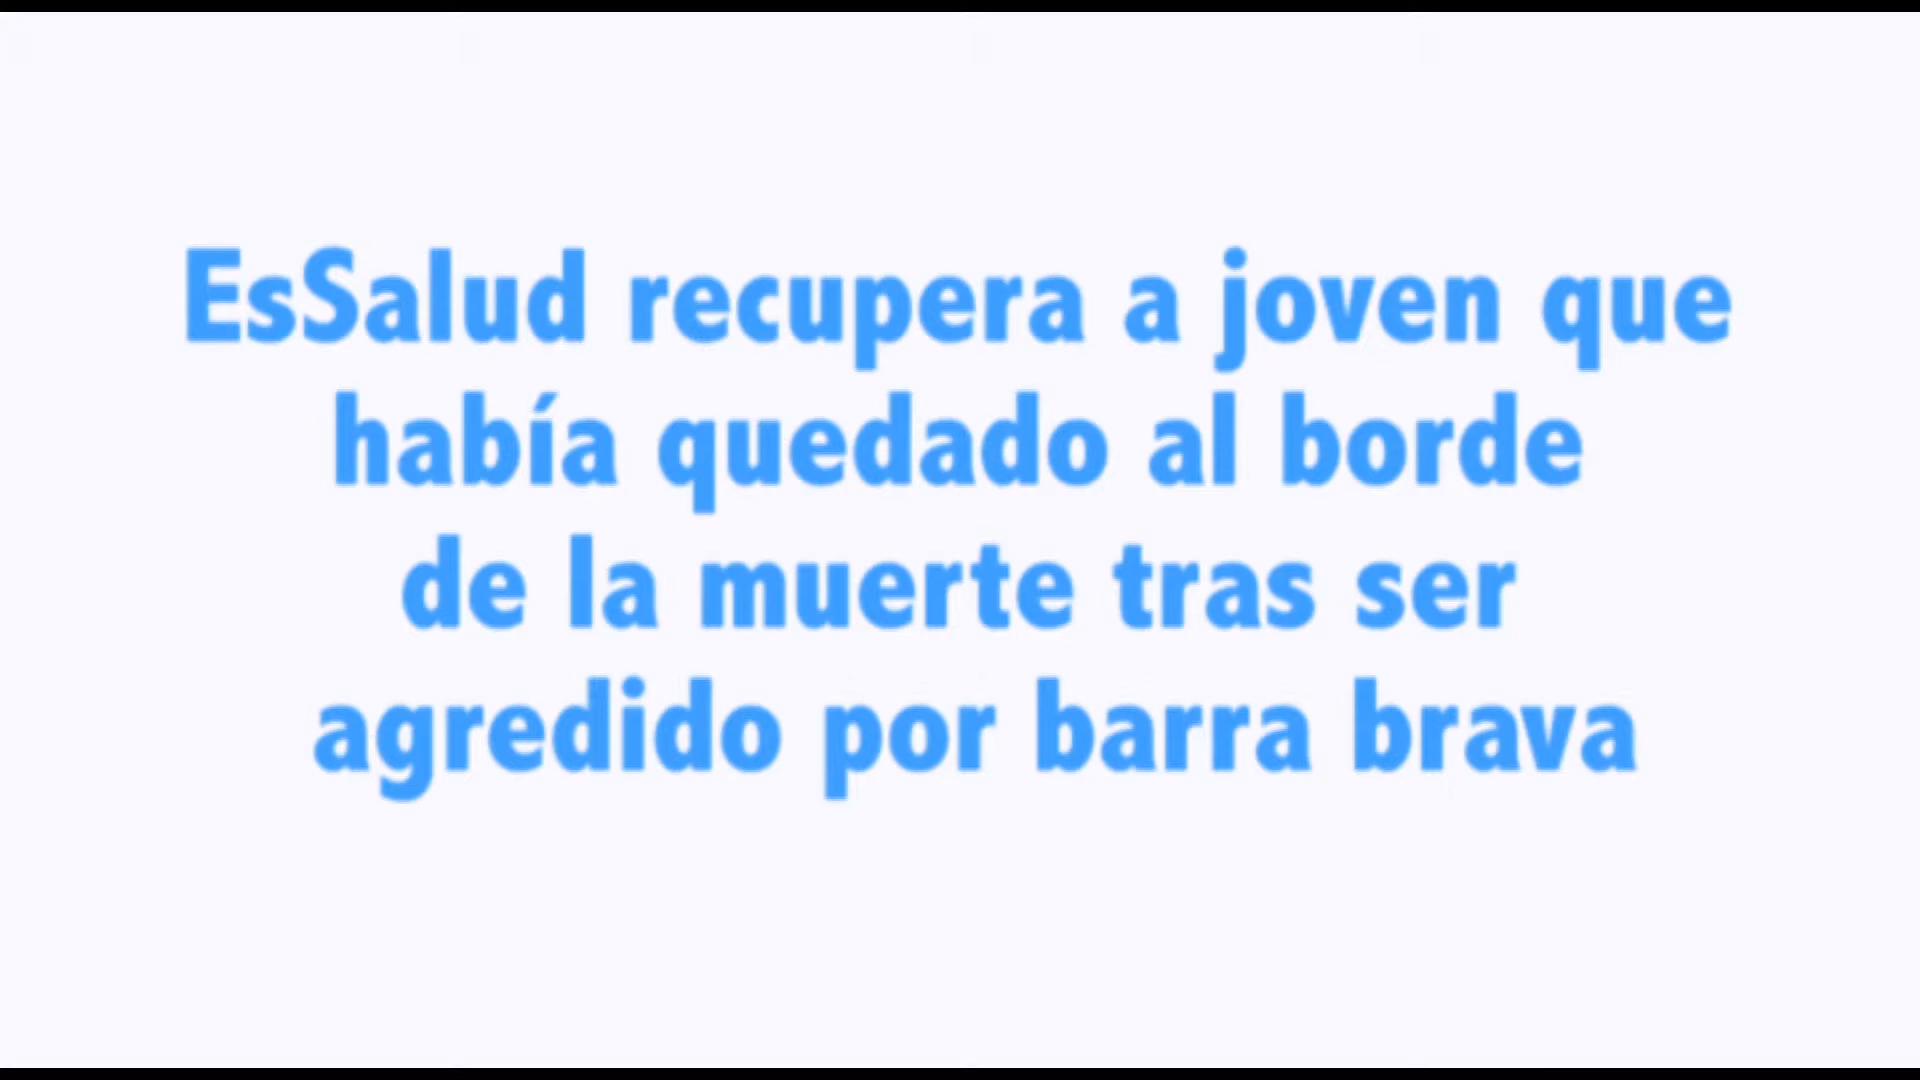 EsSalud recupera a joven que
había quedado al borde
de la muerte tras ser
agredido por barra brava